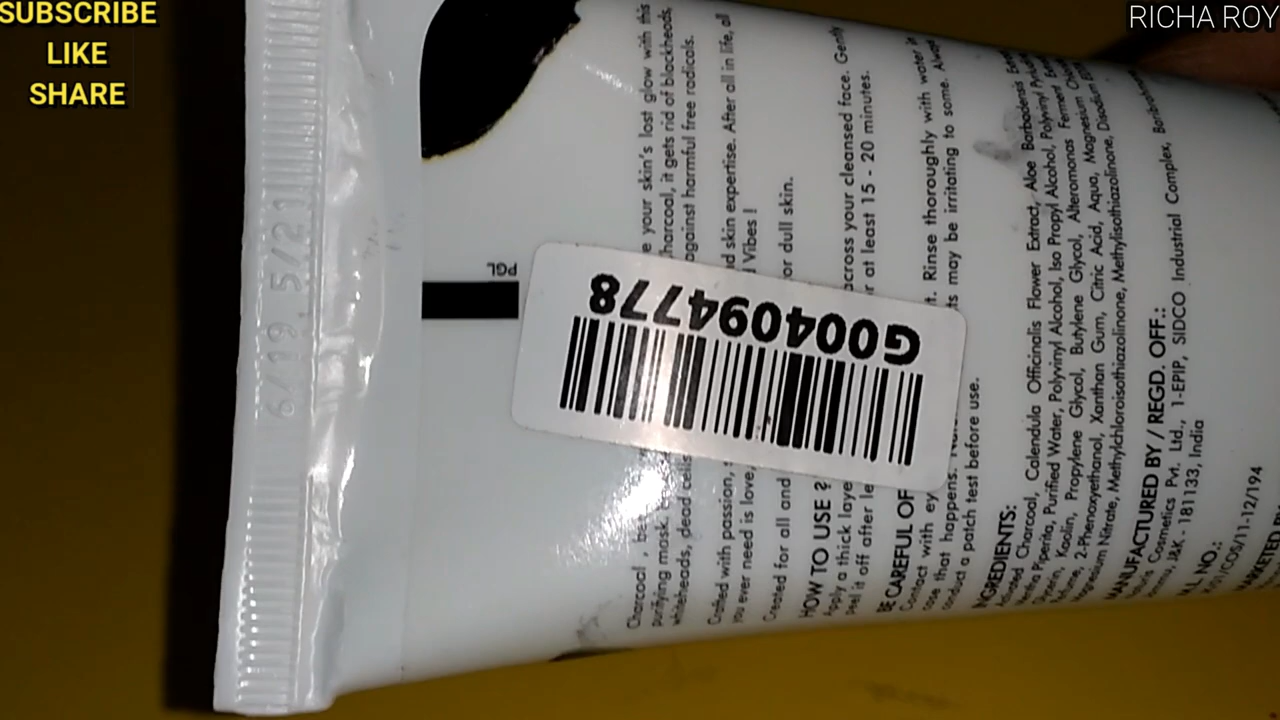 SUBSCRIBE
LIKE
SHARE
RICHA ROY
6/19 5/21
PGL
G004094778
Charcoal , e your skin's lost glow with this
purifying mask. harcoal, it gets rid of blackheads,
whiteheads, dead cells against harmful free radicals.
Crafted with passion, d skin expertise. After all in life, all
you ever need is love, Vibes !
Created for all and or dull skin.
HOW TO USE ?
Apply a thick laye across your cleansed face. Gently
peel it off after le r at least 15 - 20 minutes.
BE CAREFUL OF
Contact with ey t. Rinse thoroughly with water in
case that happens. ts may be irritating to some.
conduct a patch test before use.
INGREDIENTS:
Activated Charcoal, Calendula Officinalis Flower Extract, Aloe Barbadensis
Mentha Piperita, Purified Water, Polyvinyl Alcohol, Iso Propyl Alcohol, Polyvinyl
Glycerin, Kaolin, Propylene Glycol, Butylene Glycol, Alteromonas Ferment
2-Phenoxyethanol, Xanthan Gum, Citric Acid, Aqua, Magnesium
Magnesium Nitrate, Methylchloroisothiazolinone, Methylisothiazolinone, Disodium
MANUFACTURED BY / REGD. OFF.:
Cosmetics Pvt. Ltd., 1-EPIP, SIDCO Industrial Complex,
J&K - 181133, India
NO.:
/COS/11-12/194
MARKETED